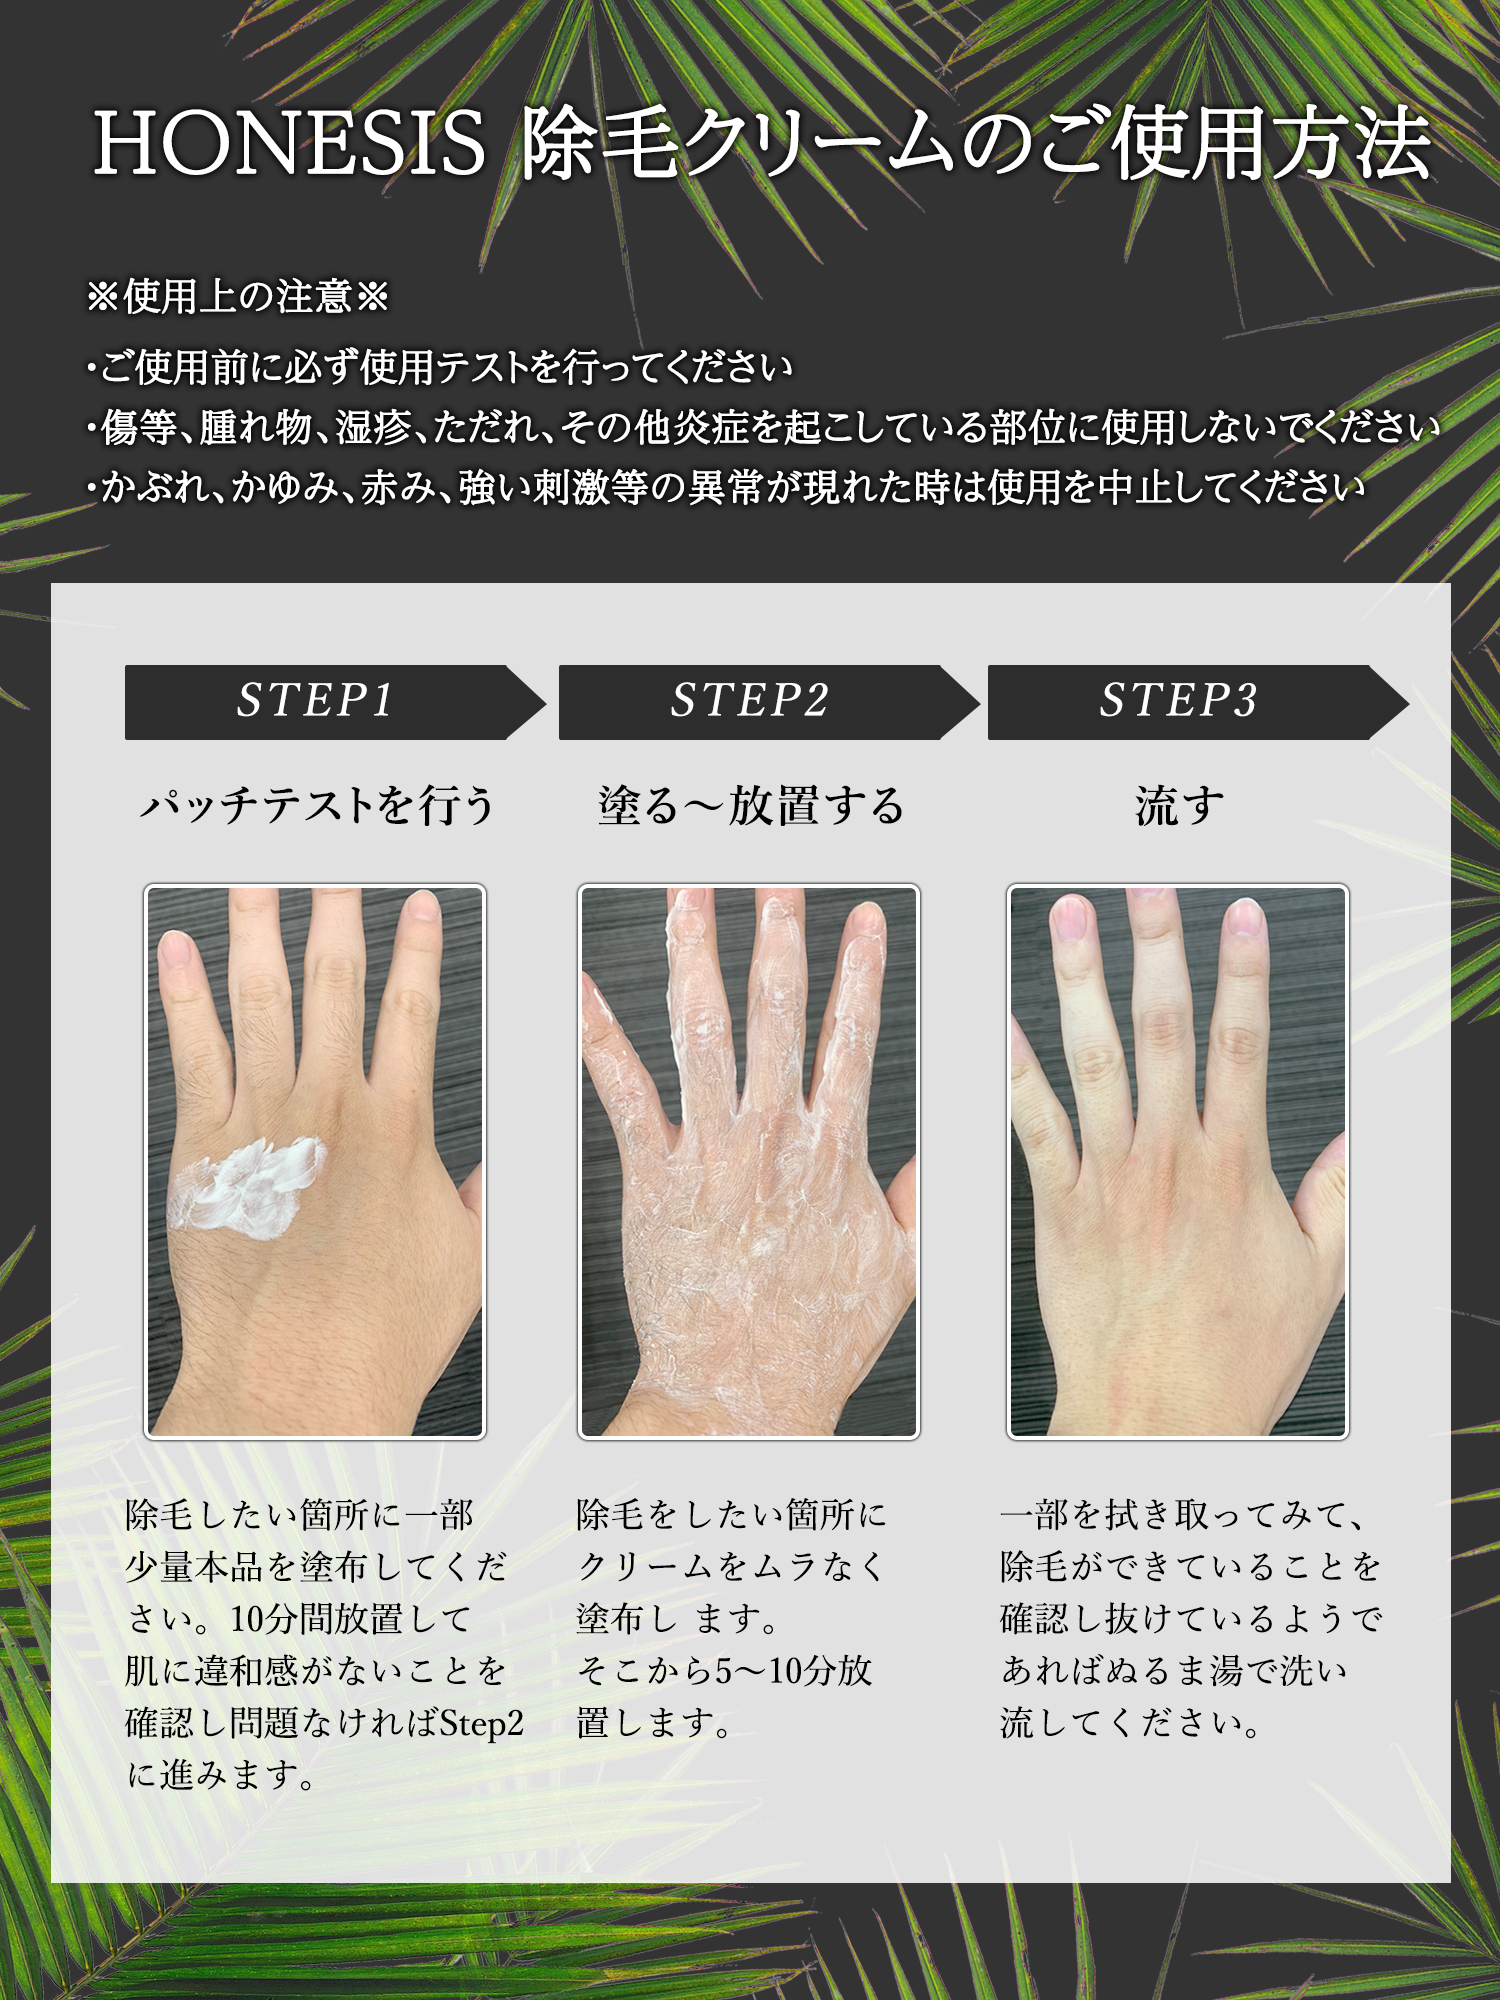 HONESIS 除毛クリームのご使用方法
※使用上の注意※
・ご使用前に必ず使用テストを行ってください
・傷等、腫れ物、湿疹、ただれ、その他炎症を起こしている部位に使用しないでください
・かぶれ、かゆみ、赤み、強い刺激等の異常が現れた時は使用を中止してください
STEP1
パッチテストを行う
除毛したい箇所に一部
少量本品を塗布してくだ
さい。10分間放置して
肌に違和感がないことを
確認し問題なければStep2
に進みます。
STEP2
塗る～放置する
除毛をしたい箇所に
クリームをムラなく
塗布し ます。
そこから5～10分放
置します。
STEP3
流す
一部を拭き取ってみて、
除毛ができていることを
確認し抜けているようで
あればぬるま湯で洗い
流してください。